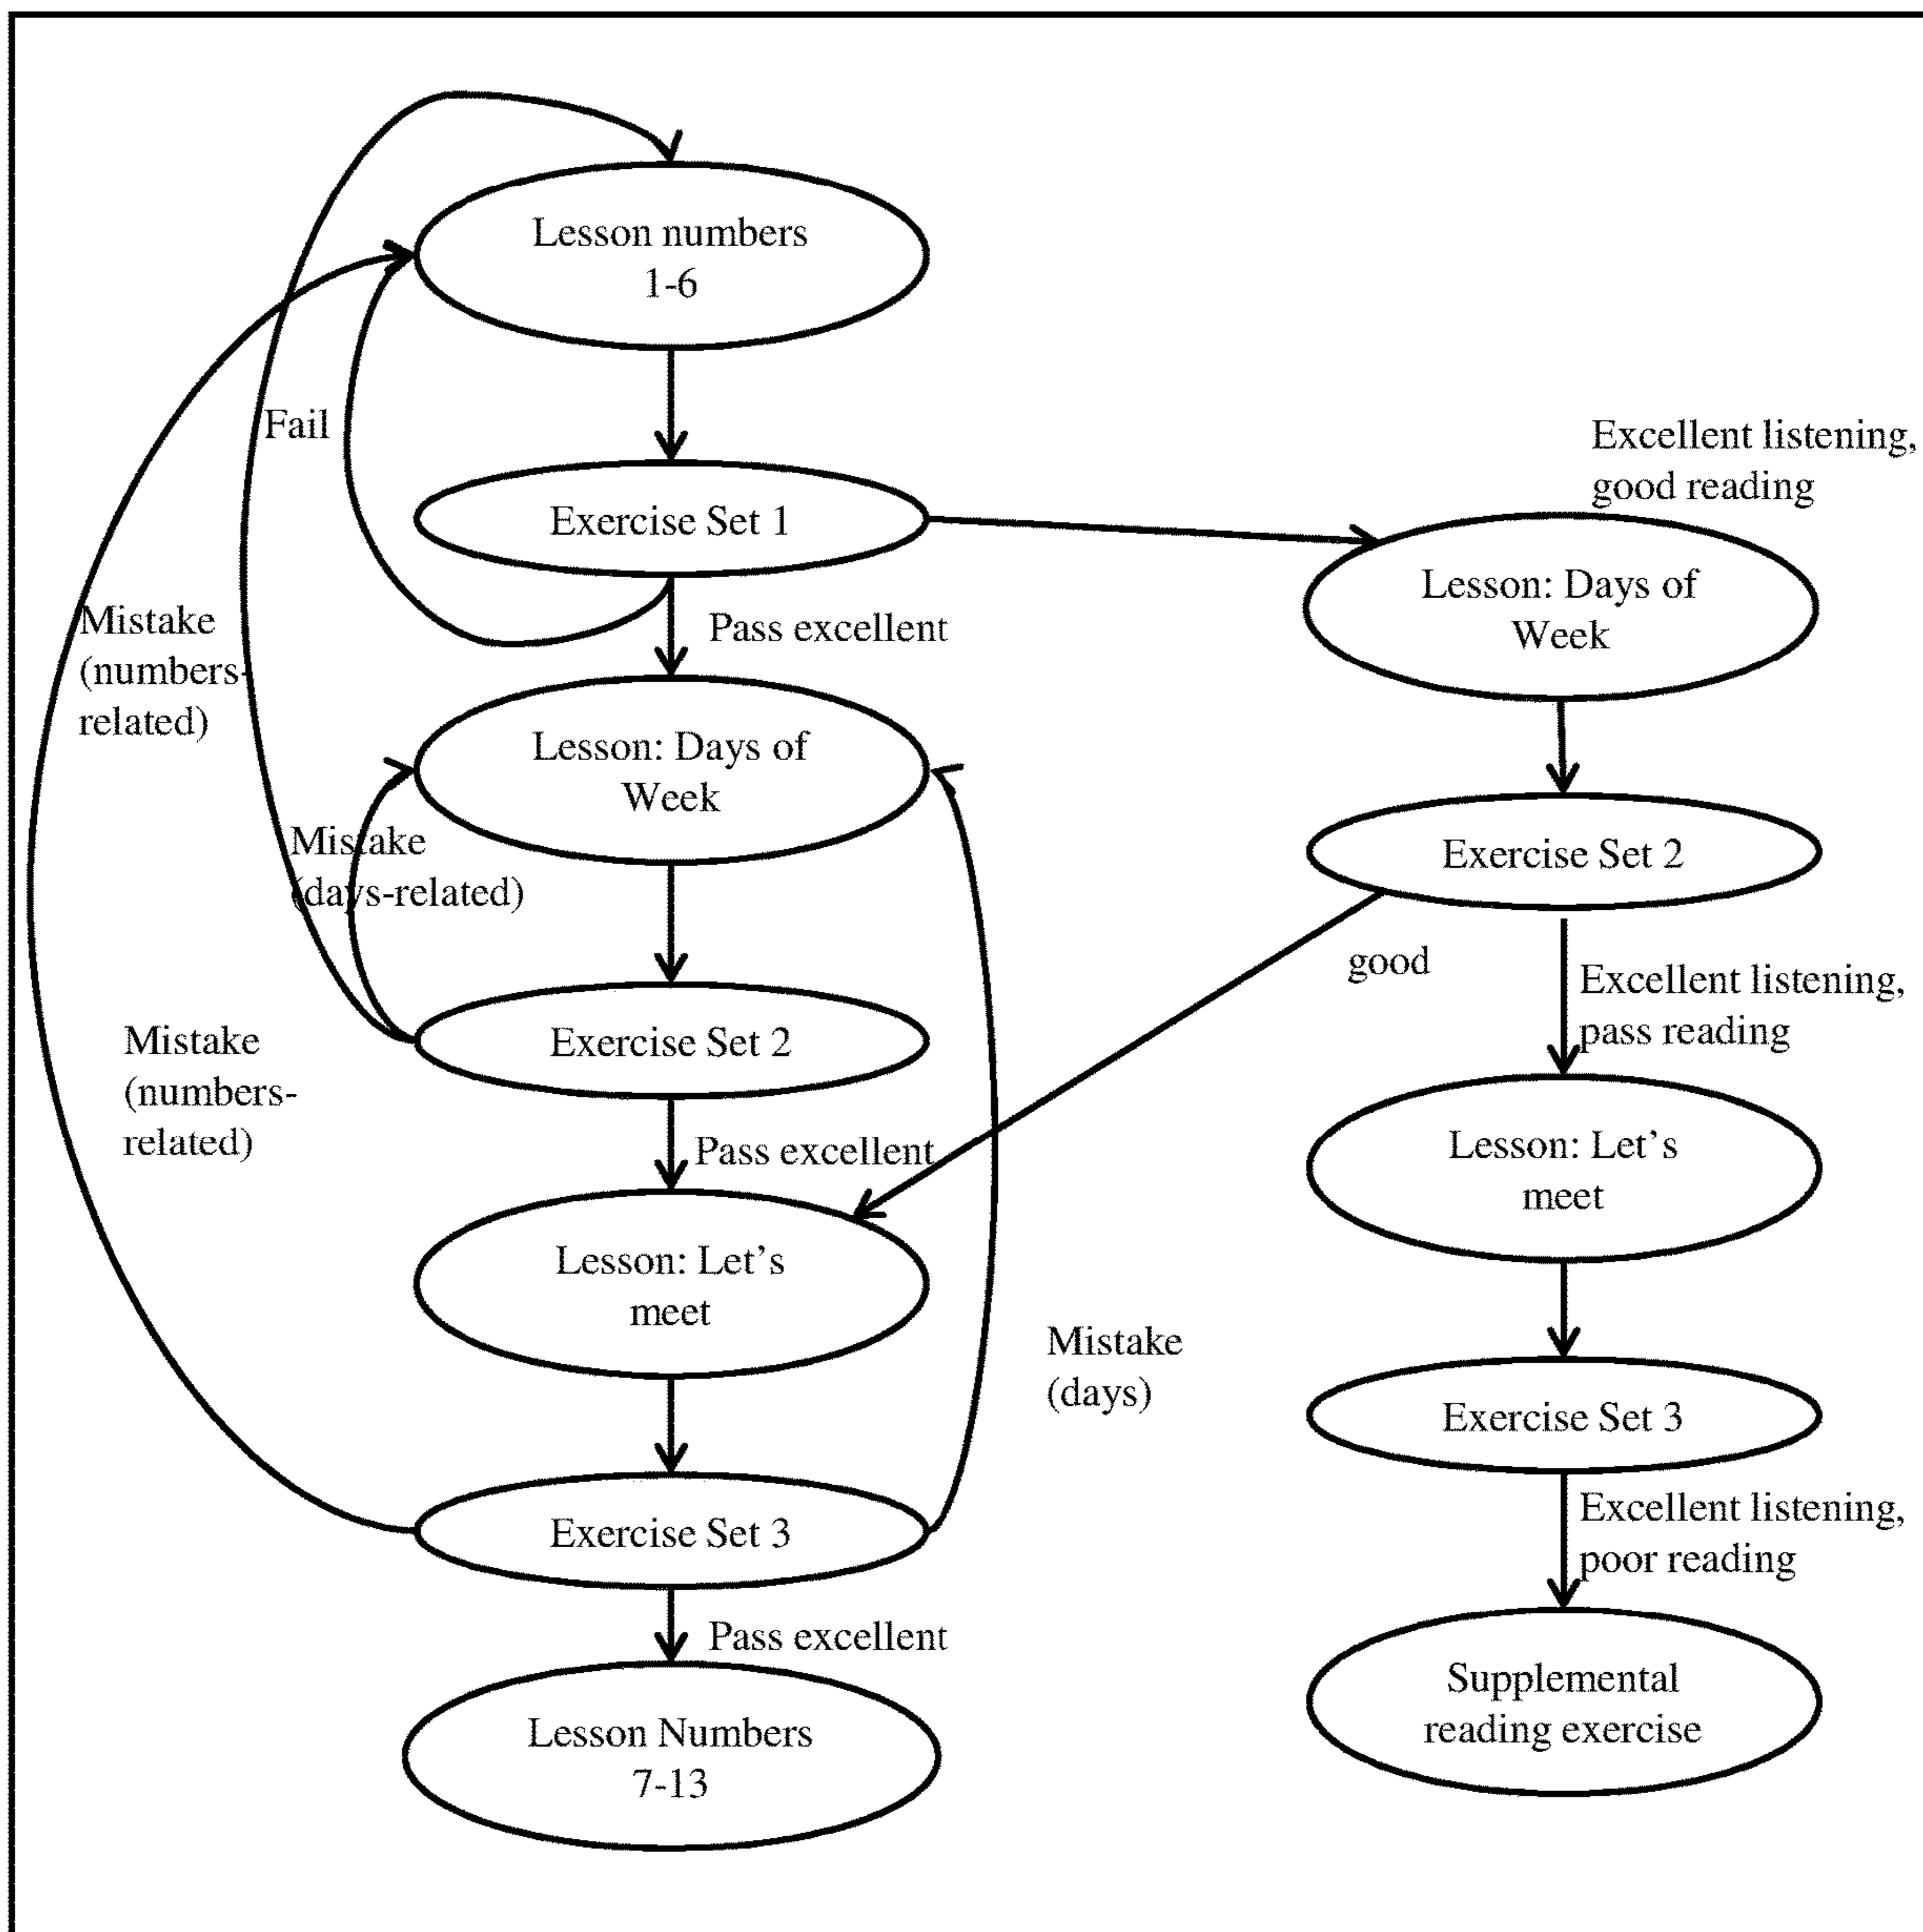 Lesson numbers
1-6
Fail
Excellent listening,
good reading
Exercise Set 1
Lesson: Days of
Week
Mistake
(numbers-
related)
Pass excellent
Lesson: Days of
Week
Mistake
(days-related)
Exercise Set 2
good
Excellent listening,
pass reading
Mistake
(numbers-
related)
Exercise Set 2
Pass excellent
Lesson: Let's
meet
Lesson: Let's
meet
Mistake
(days)
Exercise Set 3
Excellent listening,
poor reading
Exercise Set 3
Pass excellent
Supplemental
reading exercise
Lesson Numbers
7-13